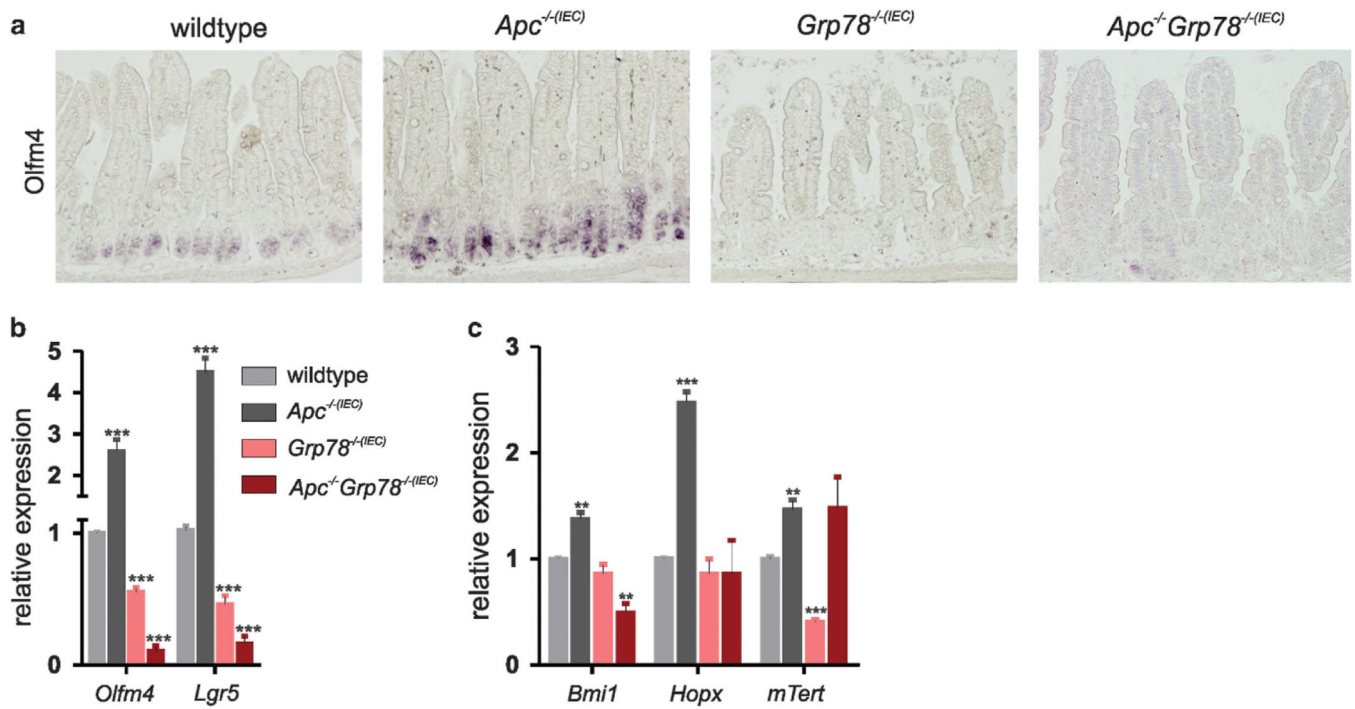 a
wildtype
Apc-/-(IEC)
Grp78-/-(IEC)
Apc-/-Grp78-/-(IEC)
Olfm4
b
relative expression
5
4
3
2
1
0
***
***
***
***
***
***
wildtype
Apc-/-(IEC)
Grp78-/-(IEC)
Apc-/-Grp78-/-(IEC)
Olfm4
Lgr5
c
relative expression
3
2
1
0
**
**
***
**
***
Bmi1
Hopx
mTert